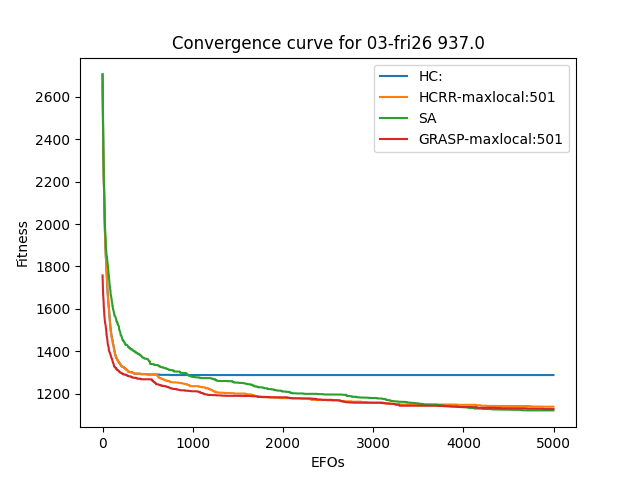 Convergence curve for 03-fri26 937.0
HC:
HCRR-maxlocal:501
SA
GRASP-maxlocal:501
Fitness
2600
2400
2200
2000
1800
1600
1400
1200
0 1000 2000 3000 4000 5000
EFOs